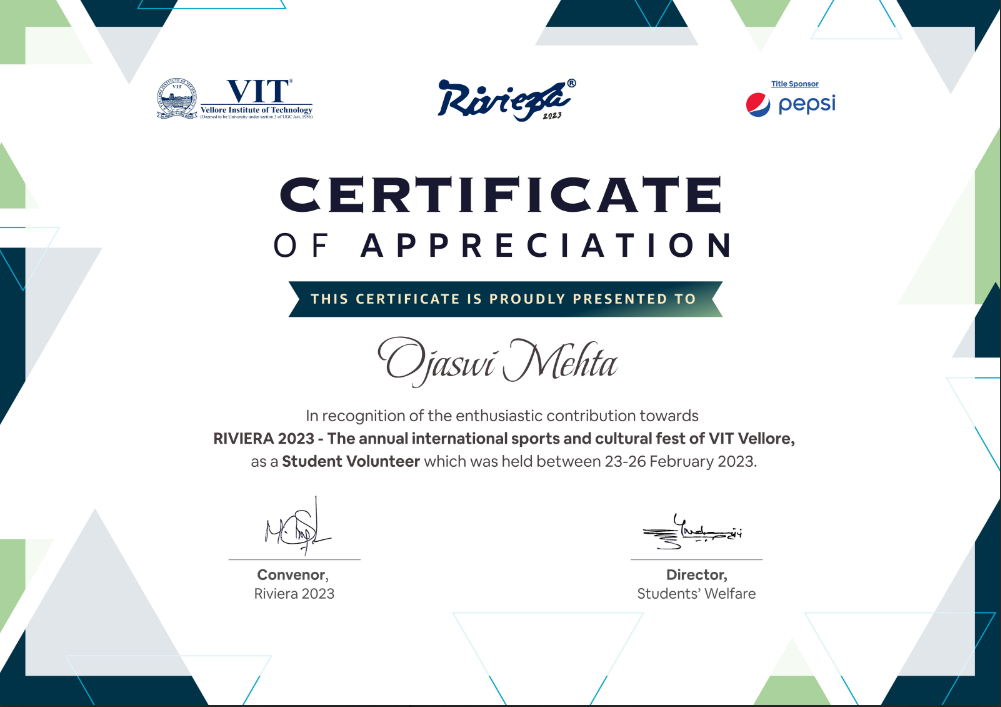 VIT®
Vellore Institute of Technology
(Deemed to be University under section 3 of UGC Act, 1956)
VIT
Riviera®
2023
Title Sponsor
pepsi
CERTIFICATE
OF APPRECIATION
THIS CERTIFICATE IS PROUDLY PRESENTED TO
Ojaswi Mehta
In recognition of the enthusiastic contribution towards
RIVIERA 2023 - The annual international sports and cultural fest of VIT Vellore,
as a Student Volunteer which was held between 23-26 February 2023.
Convenor,
Riviera 2023
Director,
Students’ Welfare